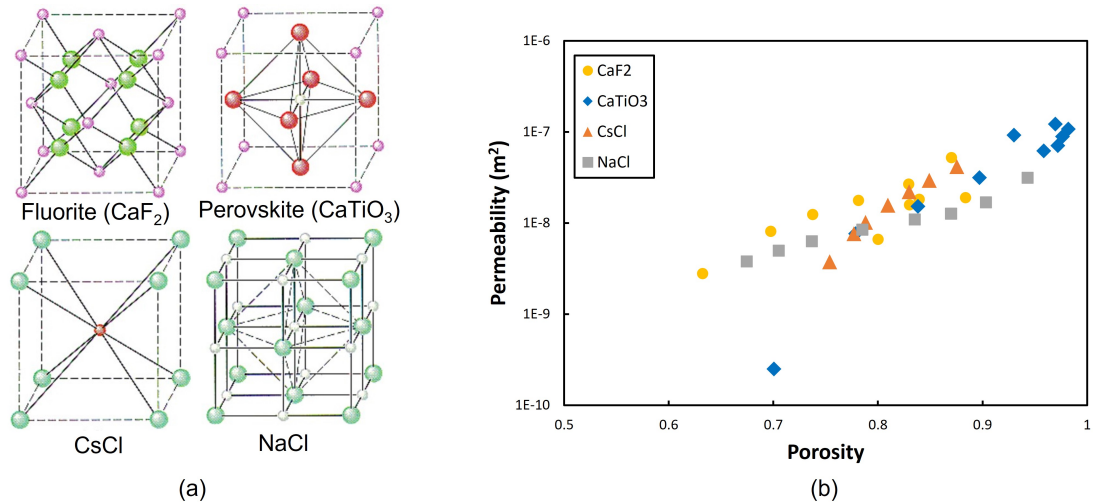 Fluorite (CaF₂)
Perovskite (CaTiO₃)
CsCl
NaCl
(a)
Permeability (m²)
1E-6
1E-7
1E-8
1E-9
1E-10
CaF2
CaTiO3
CsCl
NaCl
0.5 0.6 0.7 0.8 0.9 1
Porosity
(b)